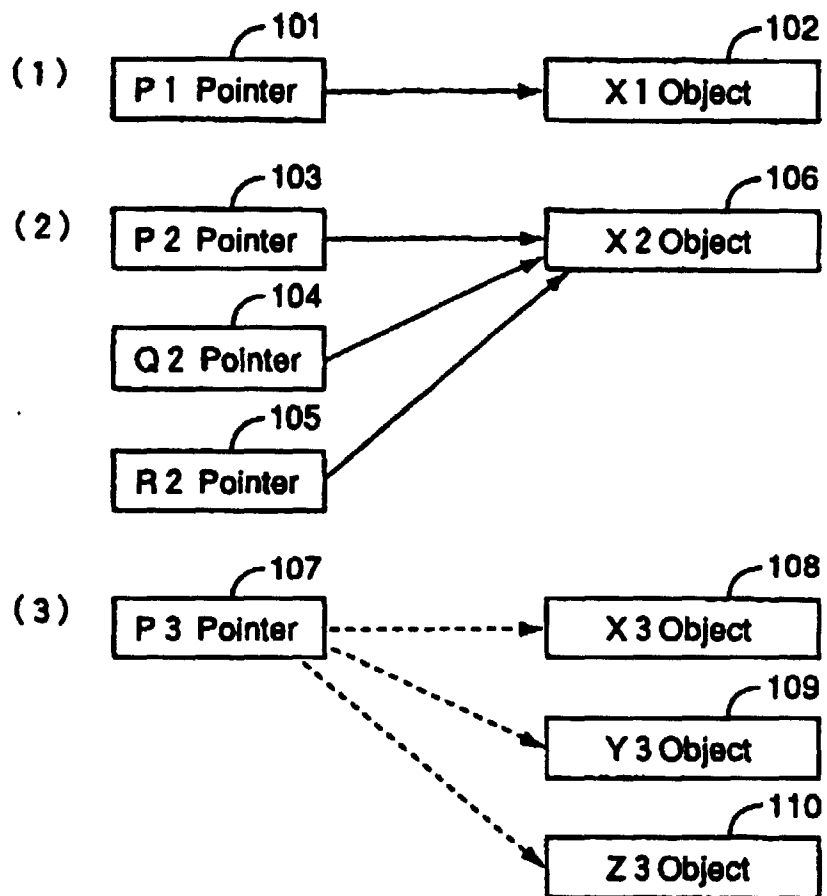 101
102
(1)
P 1 Pointer
X 1 Object
103
106
(2)
P 2 Pointer
X 2 Object
104
Q 2 Pointer
105
R 2 Pointer
107
108
(3)
P 3 Pointer
X 3 Object
109
Y 3 Object
110
Z 3 Object